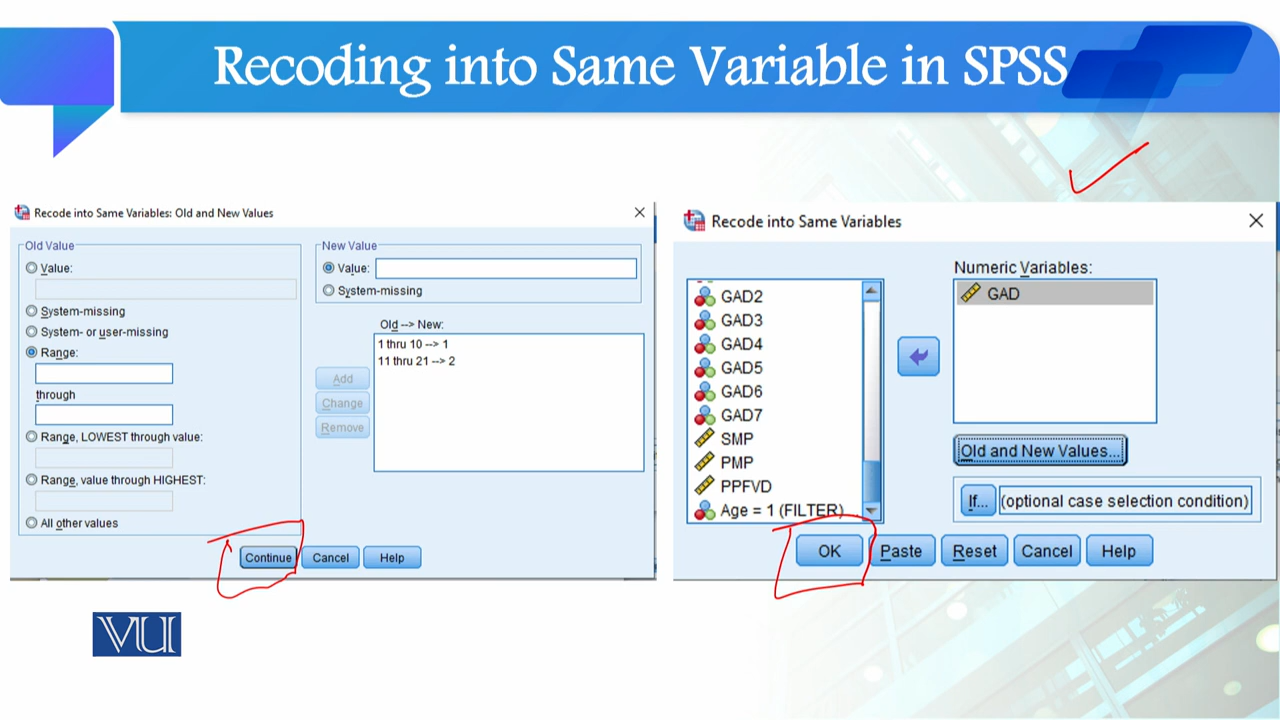 Recoding into Same Variable in SPSS
Recode into Same Variables: Old and New Values
Old Value
Value:
System-missing
System- or user-missing
Range:
through
Range, LOWEST through value:
Range, value through HIGHEST:
All other values
New Value
Value:
System-missing
Old --> New:
1 thru 10 --> 1
11 thru 21 --> 2
Add
Change
Remove
Continue
Cancel
Help
Recode into Same Variables
GAD2
GAD3
GAD4
GAD5
GAD6
GAD7
SMP
PMP
PPFVD
Age = 1 (FILTER)
Numeric Variables:
GAD
Old and New Values...
If... (optional case selection condition)
OK
Paste
Reset
Cancel
Help
VU